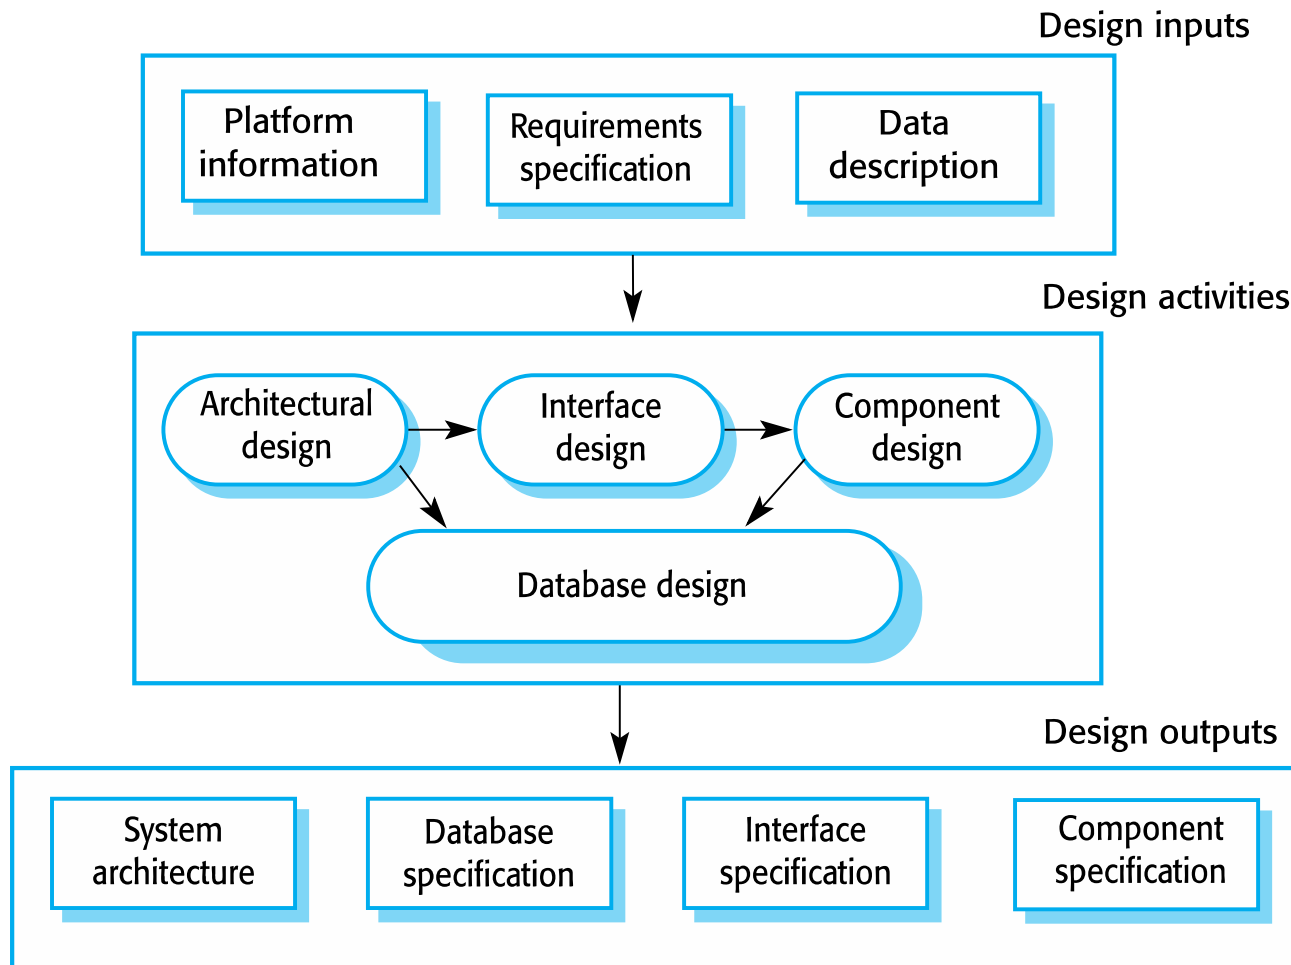 Design inputs
Platform
information
Requirements
specification
Data
description
Design activities
Architectural
design
Interface
design
Component
design
Database design
Design outputs
System
architecture
Database
specification
Interface
specification
Component
specification